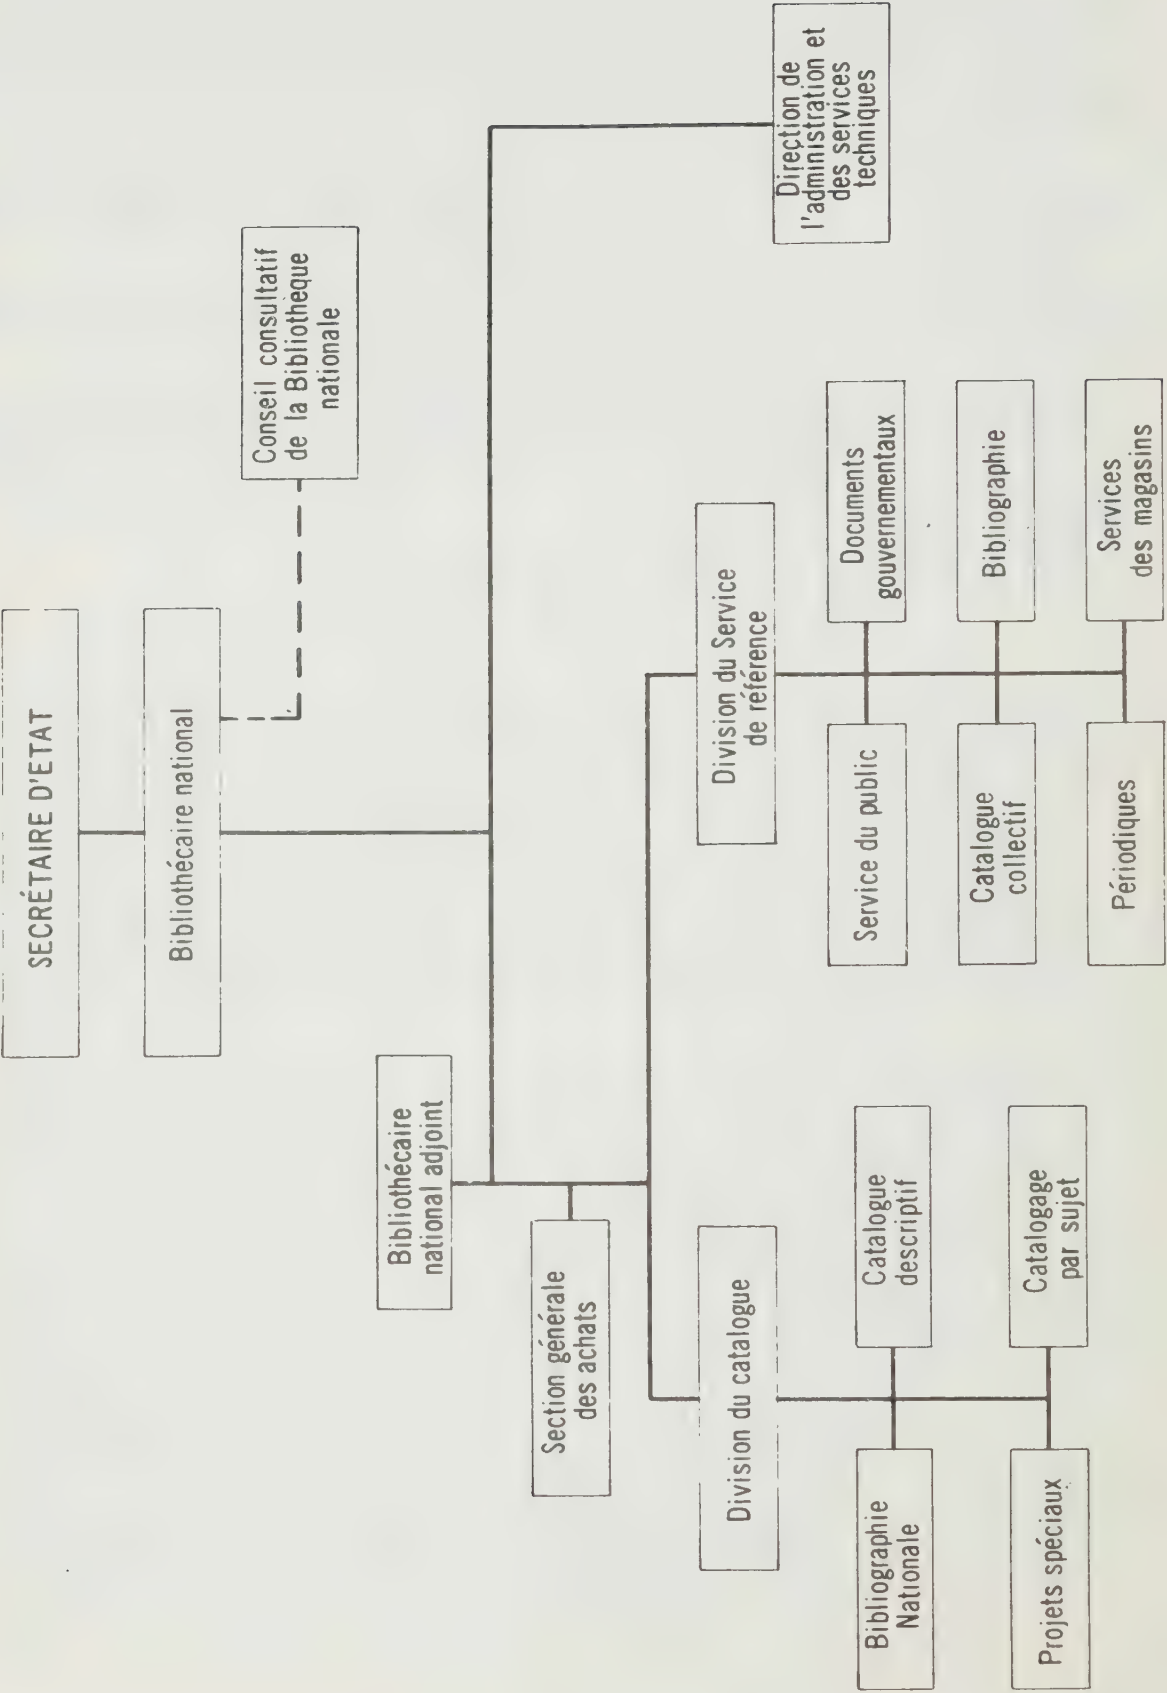 SECRÉTAIRE D'ETAT
Bibliothécaire national
Conseil consultatif
de la Bibliothèque
nationale
Bibliothécaire
national adjoint
Section générale
des achats
Division du catalogue
Division du Service
de référence
Direction de
l'administration et
des services
techniques
Bibliographie
Nationale
Catalogue
descriptif
Projets spéciaux
Catalogage
par sujet
Service du public
Documents
gouvernementaux
Catalogue
collectif
Bibliographie
Périodiques
Services
des magasins